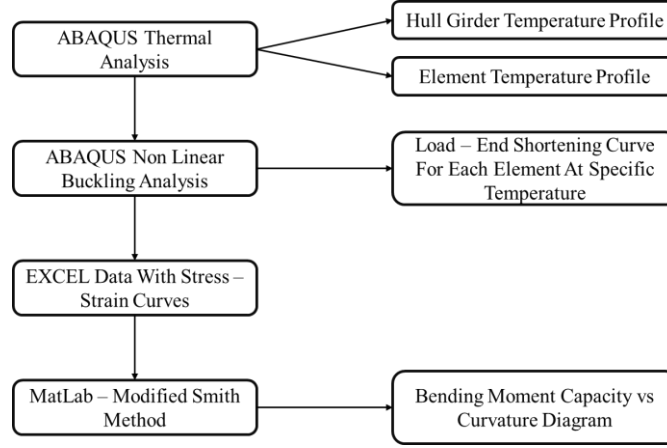 ABAQUS Thermal
Analysis
Hull Girder Temperature Profile
Element Temperature Profile
ABAQUS Non Linear
Buckling Analysis
Load – End Shortening Curve
For Each Element At Specific
Temperature
EXCEL Data With Stress –
Strain Curves
MatLab – Modified Smith
Method
Bending Moment Capacity vs
Curvature Diagram